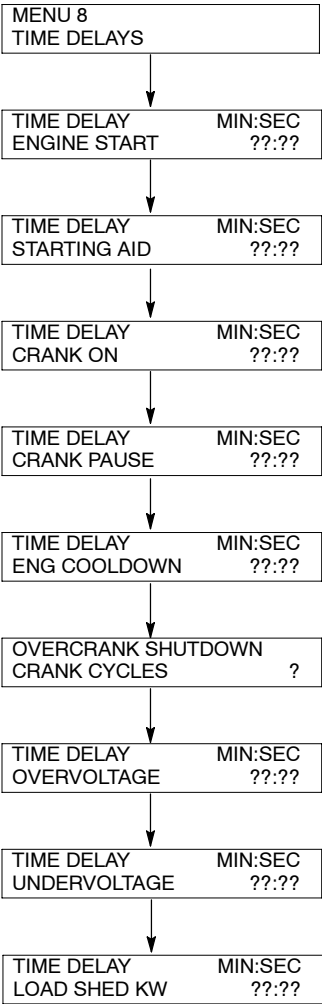 MENU 8
TIME DELAYS
TIME DELAY MIN:SEC
ENGINE START ??:??
TIME DELAY MIN:SEC
STARTING AID ??:??
TIME DELAY MIN:SEC
CRANK ON ??:??
TIME DELAY MIN:SEC
CRANK PAUSE ??:??
TIME DELAY MIN:SEC
ENG COOLDOWN ??:??
OVERCRANK SHUTDOWN
CRANK CYCLES ?
TIME DELAY MIN:SEC
OVERVOLTAGE ??:??
TIME DELAY MIN:SEC
UNDERVOLTAGE ??:??
TIME DELAY MIN:SEC
LOAD SHED KW ??:??